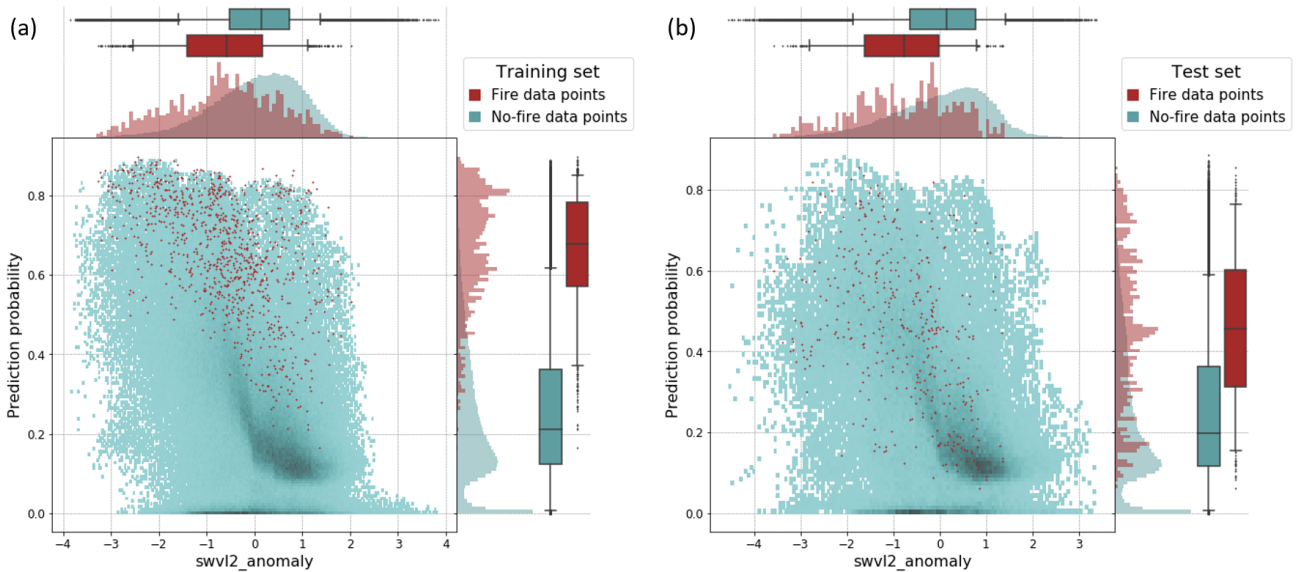 (a)
Training set
Fire data points
No-fire data points
Prediction probability
0.8
0.6
0.4
0.2
0.0
−4 −3 −2 −1 0 1 2 3 4
swvl2_anomaly
(b)
Test set
Fire data points
No-fire data points
Prediction probability
0.8
0.6
0.4
0.2
0.0
−4 −3 −2 −1 0 1 2 3
swvl2_anomaly